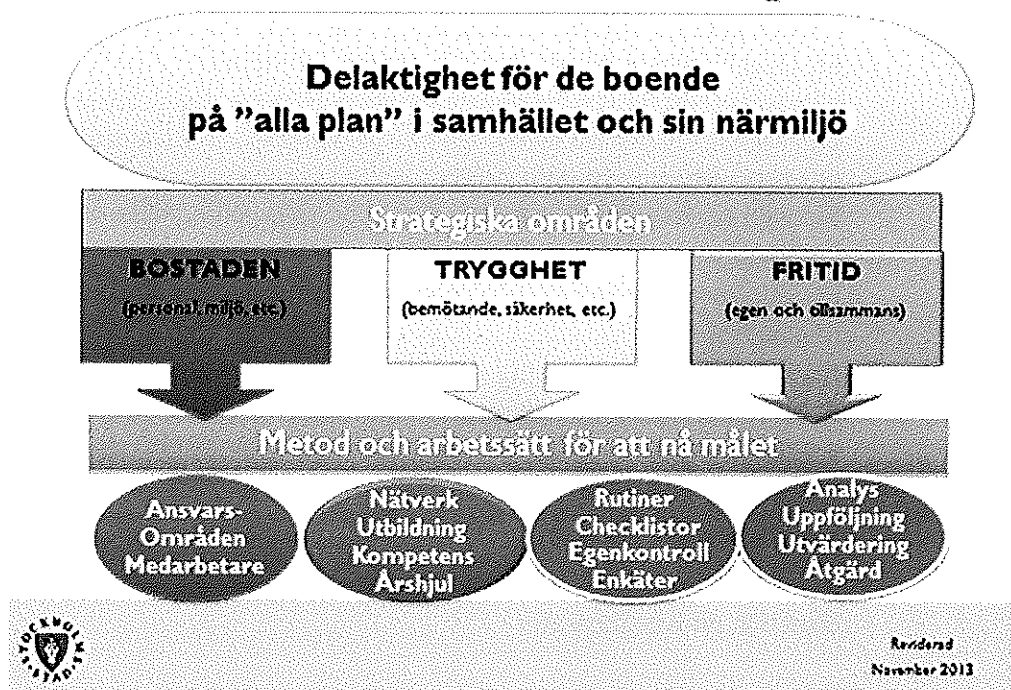 Delaktighet för de boende
på ”alla plan” i samhället och sin närmiljö
Strategiska områden
BOSTADEN
(personal, miljö, etc.)
TRYGGHET
(bemötande, säkerhet, etc.)
FRITID
(egen och tillsammans)
Metod och arbetssätt för att nå målet
Ansvars-
Områden
Medarbetare
Nätverk
Utbildning
Kompetens
Årshjul
Rutiner
Checklistor
Egenkontroll
Enkäter
Analys
Uppföljning
Utvärdering
Åtgärd
STOCKHOLMS STAD
Reviderad
November 2013